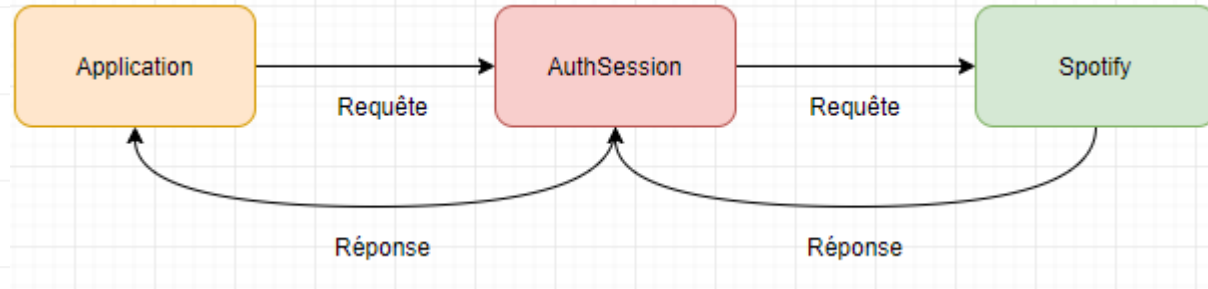 Application
AuthSession
Spotify
Requête
Requête
Réponse
Réponse